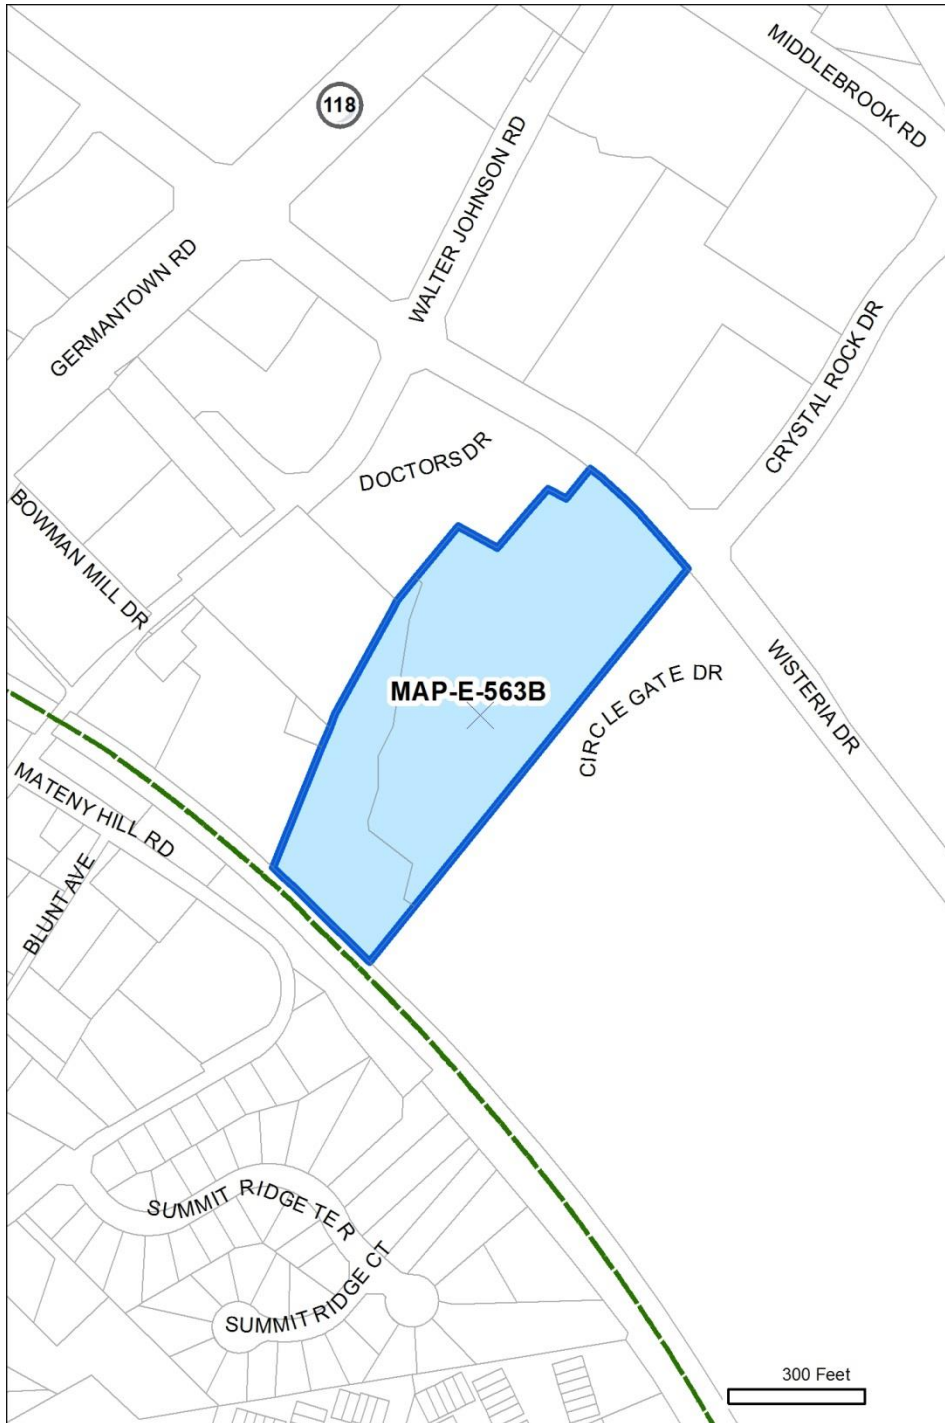 MIDDLEBROOK RD
118
WALTER JOHNSON RD
GERMANTOWN RD
CRYSTAL ROCK DR
DOCTORS DR
BOWMAN MILL DR
WISTERIA DR
MAP-E-563B
CIRCLE GATE DR
MATENY HILL RD
BLUNT AVE
SUMMIT RIDGE TER
SUMMIT RIDGE CT
300 Feet